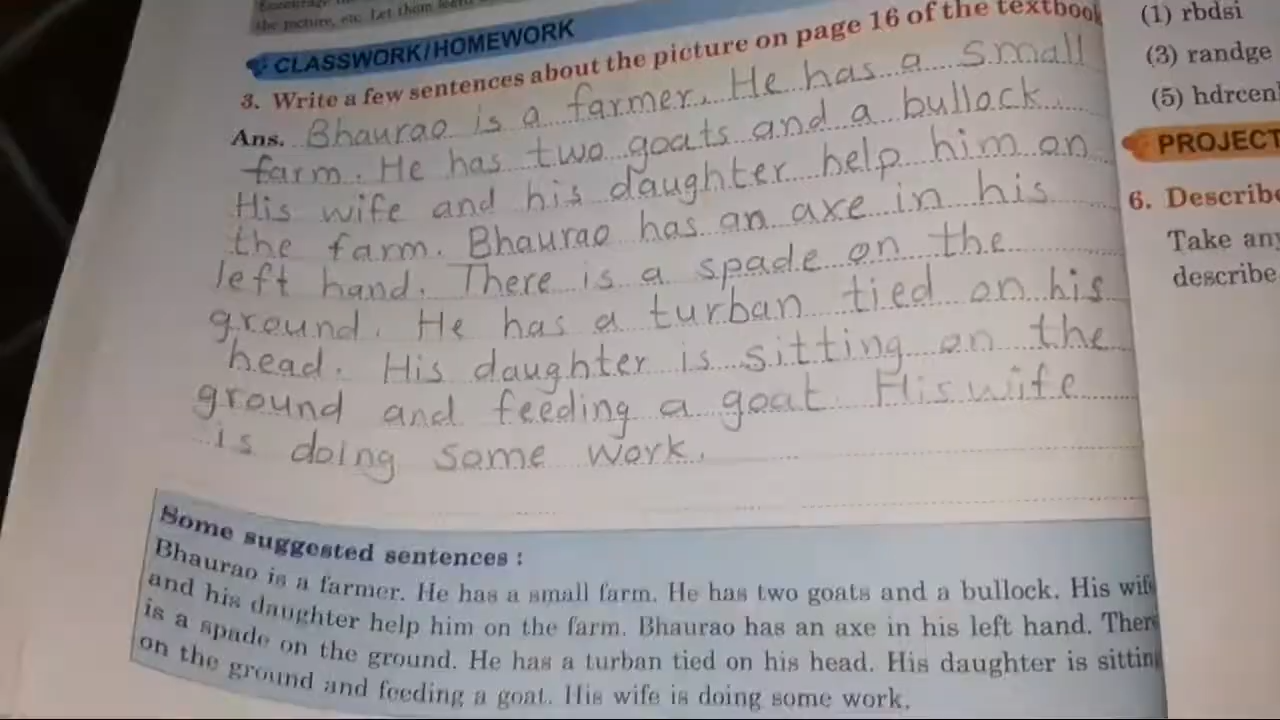 the picture, etc. Let them learn
CLASSWORK/HOMEWORK
3. Write a few sentences about the picture on page 16 of the textbook
Ans. Bhaurao is a farmer. He has a small
farm. He has two goats and a bullock.
His wife and his daughter help him on
the farm. Bhaurao has an axe in his
left hand. There is a spade on the
ground. He has a turban tied on his
head. His daughter is sitting on the
ground and feeding a goat. His wife
is doing some work.
Some suggested sentences :
Bhaurao is a farmer. He has a small farm. He has two goats and a bullock. His wife
and his daughter help him on the farm. Bhaurao has an axe in his left hand. There
is a spade on the ground. He has a turban tied on his head. His daughter is sittin
on the ground and feeding a goat. His wife is doing some work.
(1) rbdsi
(3) randge
(5) hdrcen
PROJECT
6. Describe
Take any
describe